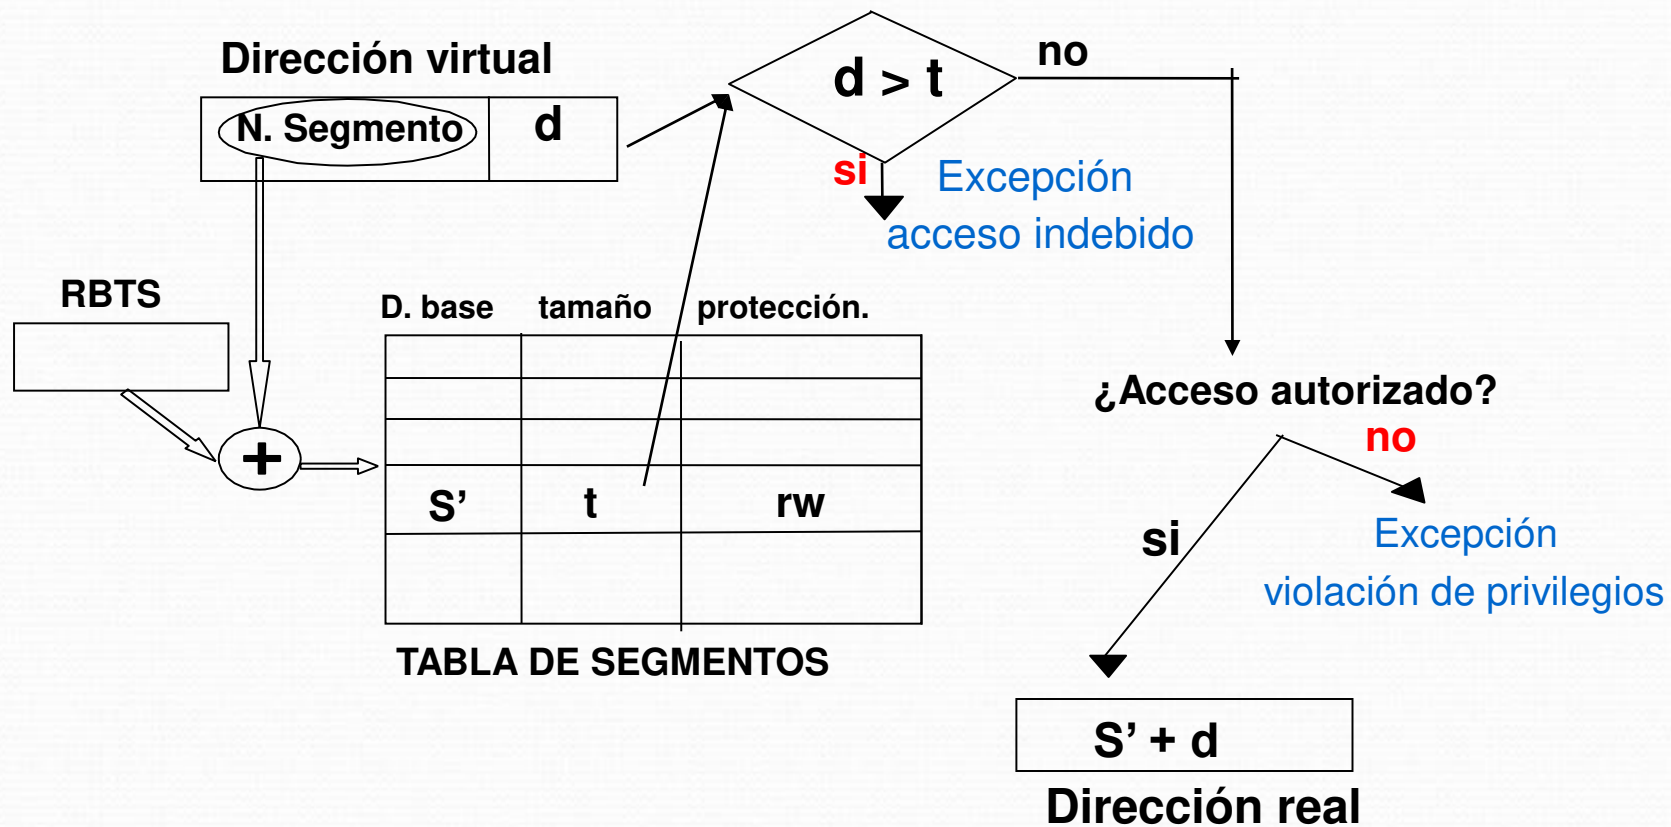 Dirección virtual
N. Segmento d
d > t
no
si
Excepción
acceso indebido
RBTS
+
D. base tamaño protección.
S’ t rw
TABLA DE SEGMENTOS
¿Acceso autorizado?
no
si
Excepción
violación de privilegios
S’ + d
Dirección real